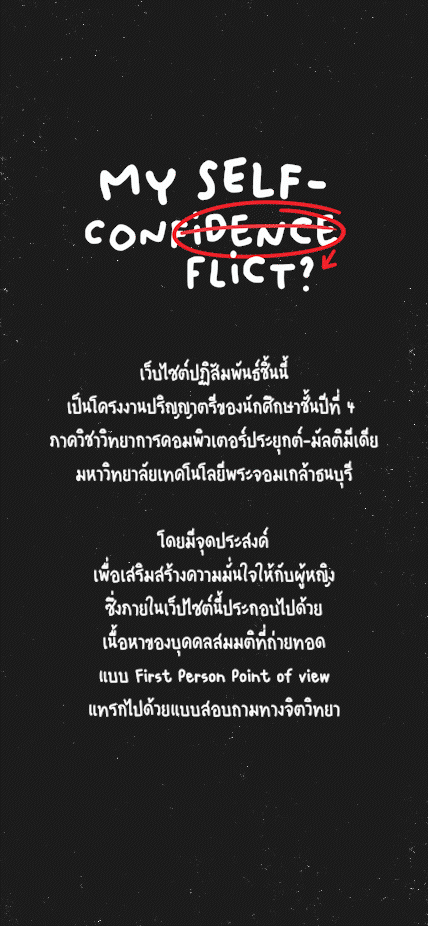 MY SELF-
CONFiDENCE
FLiCT?
เว็บไซต์ปฏิสัมพันธ์ชิ้นนี้
เป็นโครงงานปริญญาตรีของนักศึกษาชั้นปีที่ 4
ภาควิชาวิทยาการคอมพิวเตอร์ประยุกต์-มัลติมีเดีย
มหาวิทยาลัยเทคโนโลยีพระจอมเกล้าธนบุรี
โดยมีจุดประสงค์
เพื่อเสริมสร้างความมั่นใจให้กับผู้หญิง
ซึ่งภายในเว็บไซต์นี้ประกอบไปด้วย
เนื้อหาของบุคคลสมมติที่ถ่ายทอด
แบบ First Person Point of view
แทรกไปด้วยแบบสอบถามทางจิตวิทยา